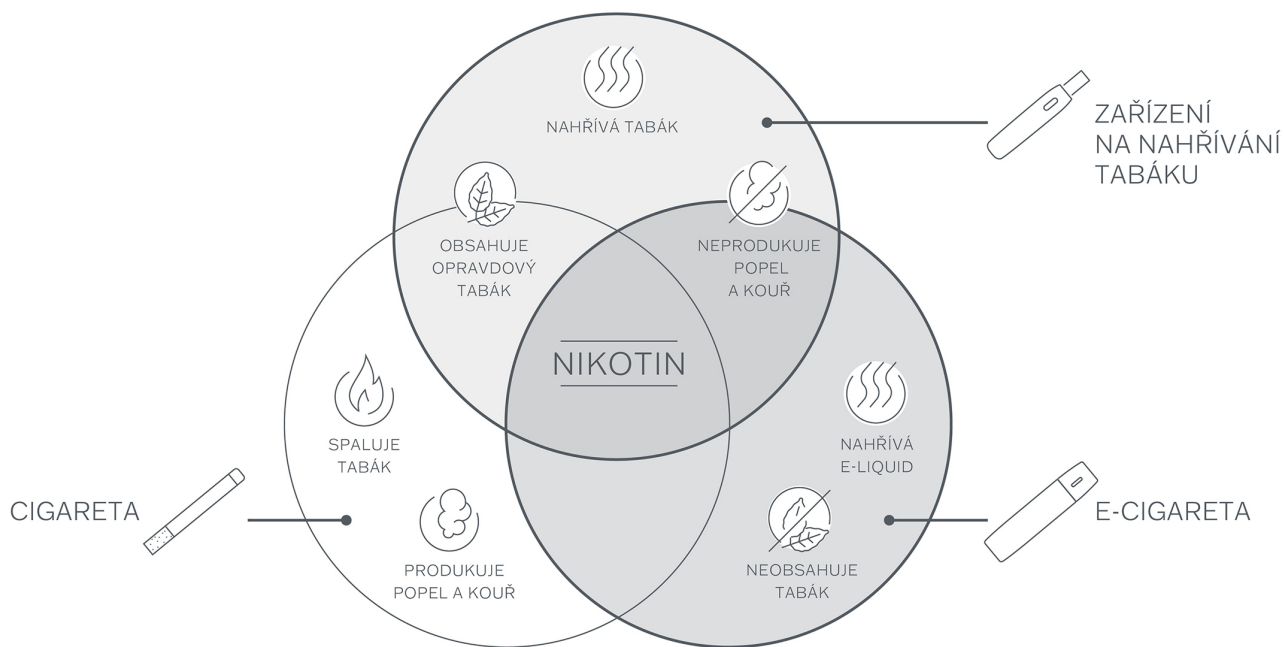 NAHŘÍVÁ TABÁK
ZAŘÍZENÍ
NA NAHŘÍVÁNÍ
TABÁKU
OBSAHUJE
OPRAVDOVÝ
TABÁK
NEPRODUKUJE
POPEL
A KOUŘ
NIKOTIN
SPALUJE
TABÁK
NAHŘÍVÁ
E-LIQUID
CIGARETA
E-CIGARETA
PRODUKUJE
POPEL A KOUŘ
NEOBSAHUJE
TABÁK